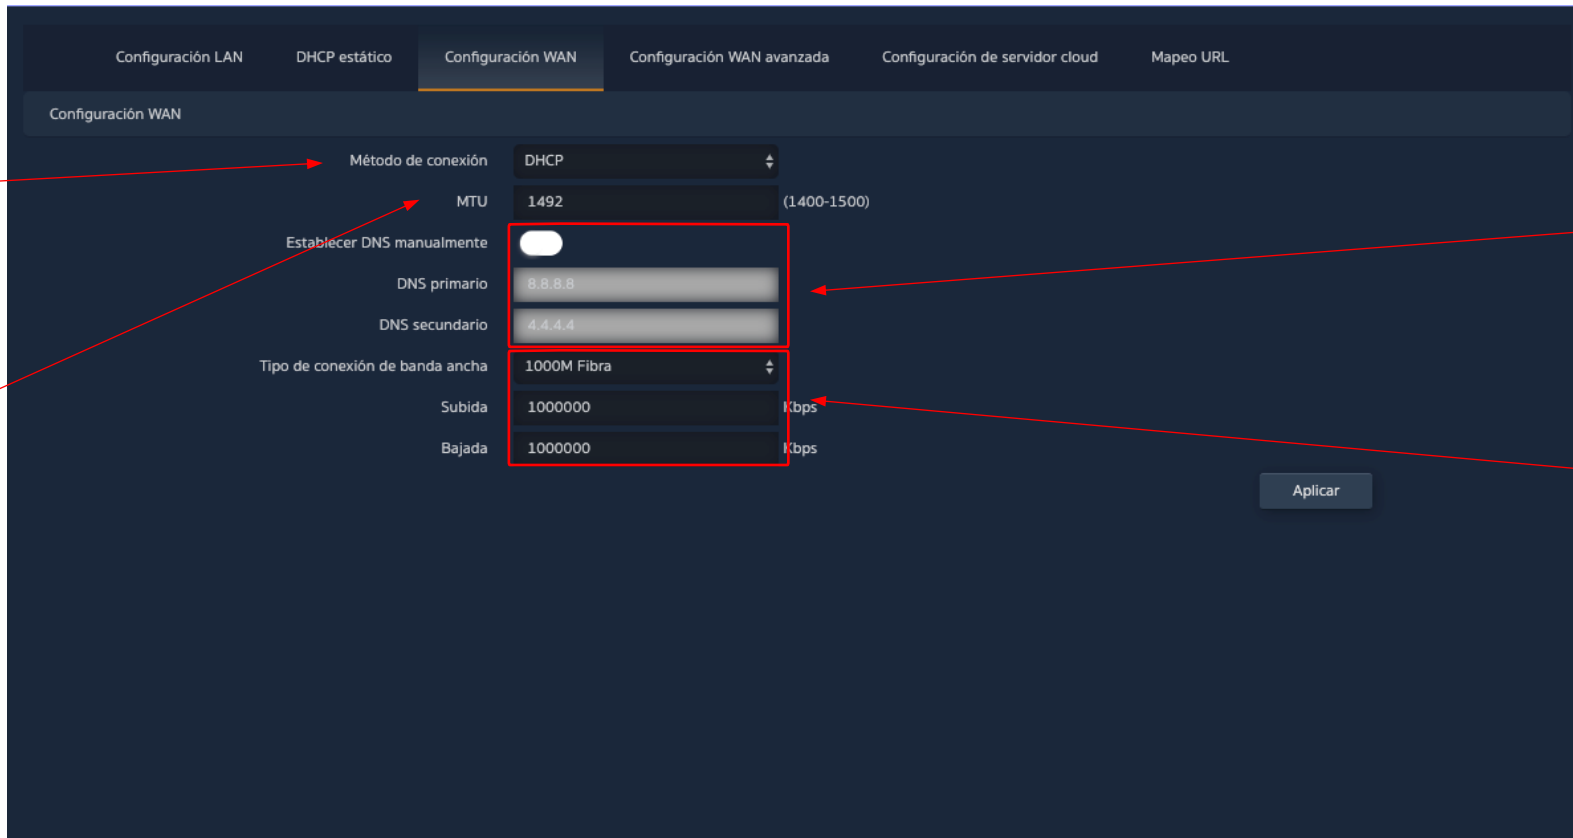 Configuración LAN DHCP estático Configuración WAN Configuración WAN avanzada Configuración de servidor cloud Mapeo URL
Configuración WAN
Método de conexión DHCP
MTU 1492 (1400-1500)
Establecer DNS manualmente
DNS primario 8.8.8.8
DNS secundario 4.4.4.4
Tipo de conexión de banda ancha 1000M Fibra
Subida 1000000 Kbps
Bajada 1000000 Kbps
Aplicar